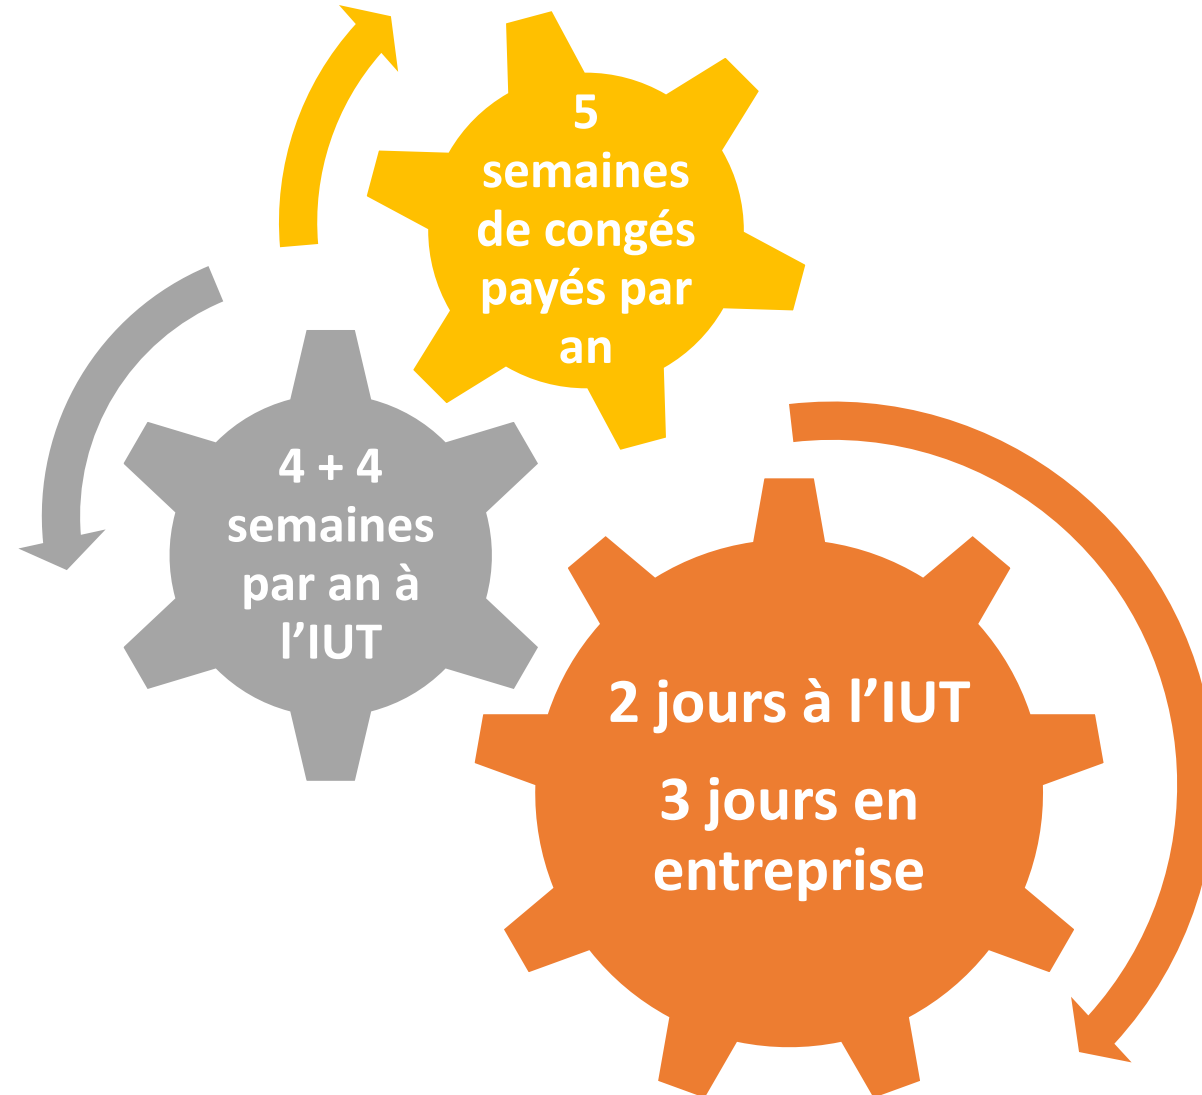 5
semaines
de congés
payés par
an
4 + 4
semaines
par an à
l’IUT
2 jours à l’IUT
3 jours en
entreprise